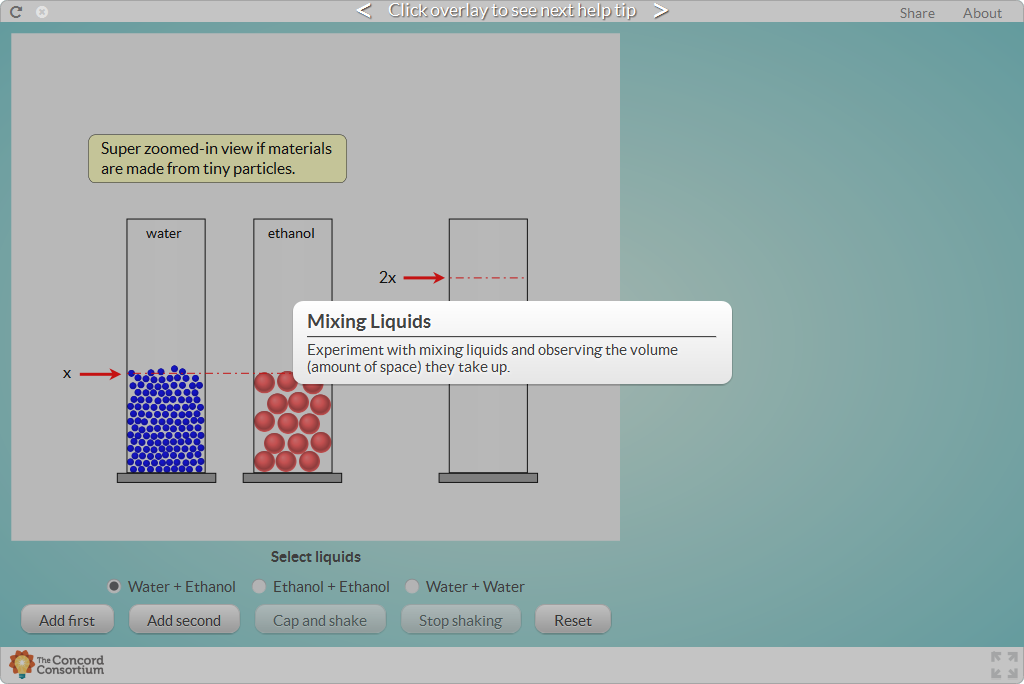 < Click overlay to see next help tip >
Share About
Super zoomed-in view if materials
are made from tiny particles.
water
ethanol
2x
Mixing Liquids
Experiment with mixing liquids and observing the volume
(amount of space) they take up.
x
Select liquids
Water + Ethanol Ethanol + Ethanol Water + Water
Add first Add second Cap and shake Stop shaking Reset
The Concord
Consortium